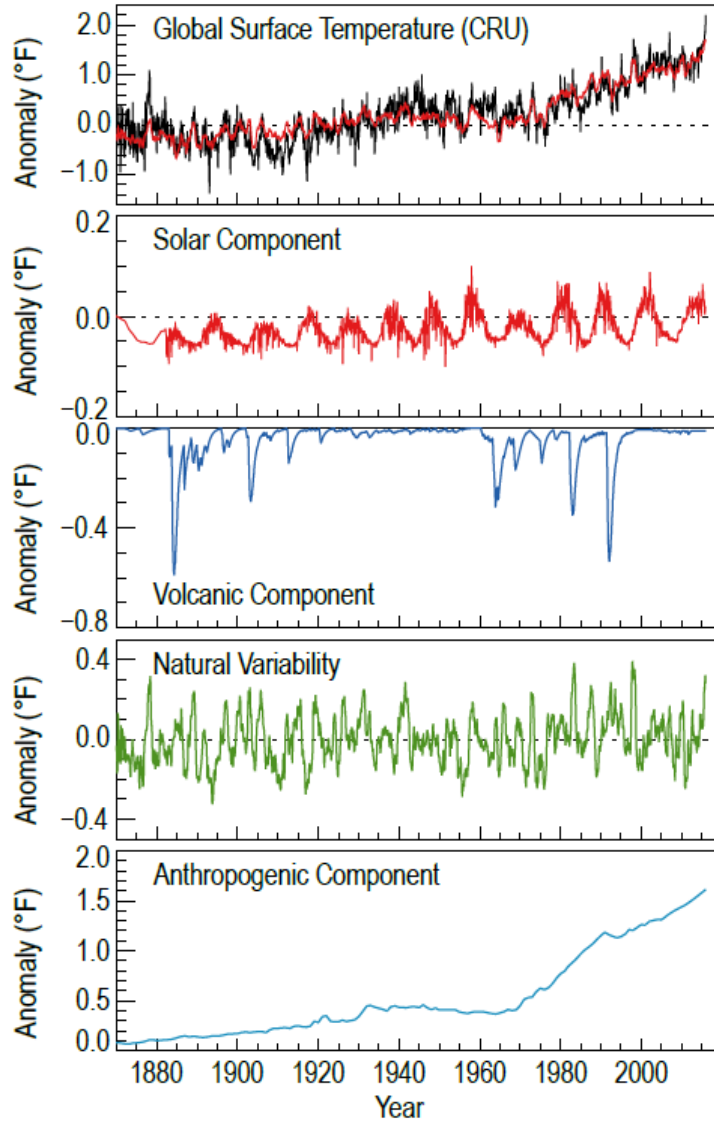 Global Surface Temperature (CRU)
Anomaly (°F)
2.0
1.0
0.0
−1.0
Solar Component
Anomaly (°F)
0.2
0.0
−0.2
Volcanic Component
Anomaly (°F)
0.0
−0.4
−0.8
Natural Variability
Anomaly (°F)
0.4
0.0
−0.4
Anthropogenic Component
Anomaly (°F)
2.0
1.5
1.0
0.5
0.0
1880 1900 1920 1940 1960 1980 2000
Year